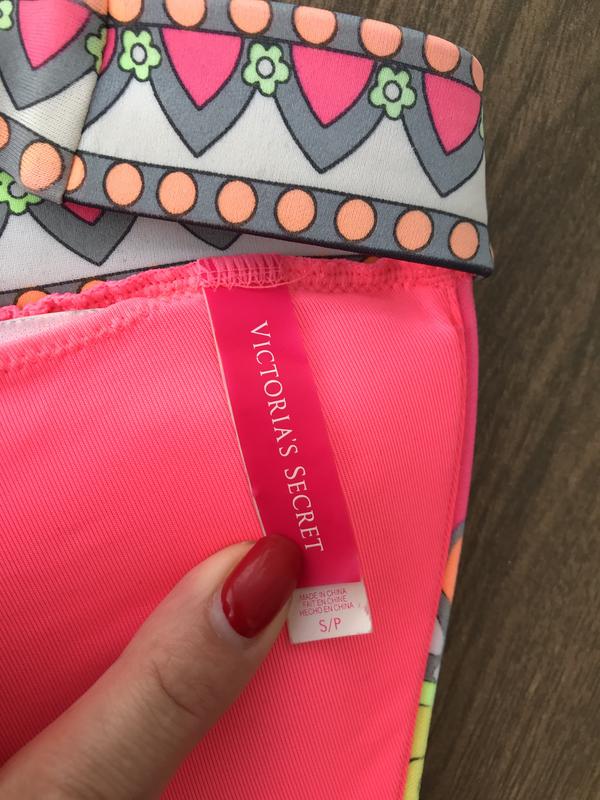 VICTORIA'S SECRET
MADE IN CHINA
FAIT EN CHINE
HECHO EN CHINA
S/P